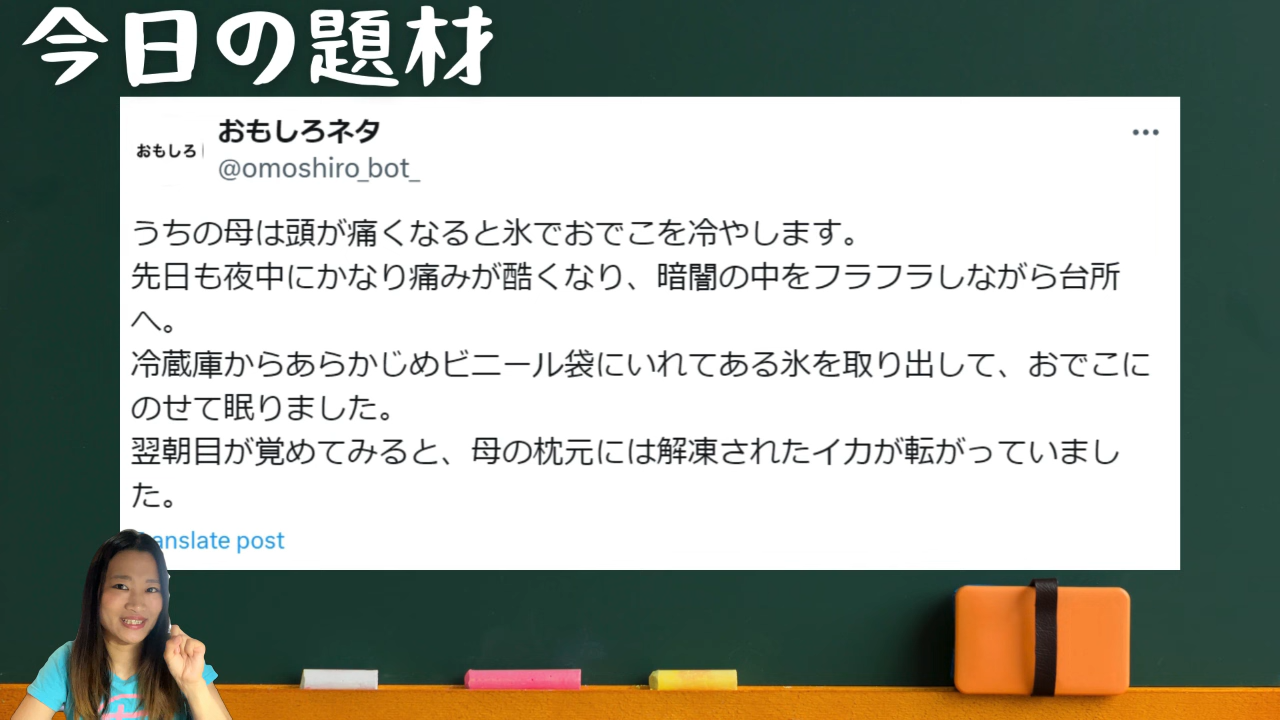 今日の題材
おもしろ
おもしろネタ
@omoshiro_bot_
うちの母は頭が痛くなると氷でおでこを冷やします。
先日も夜中にかなり痛みが酷くなり、暗闇の中をフラフラしながら台所
へ。
冷蔵庫からあらかじめビニール袋にいれてある氷を取り出して、おでこに
のせて眠りました。
翌朝目が覚めてみると、母の枕元には解凍されたイカが転がっていまし
た。
anslate post